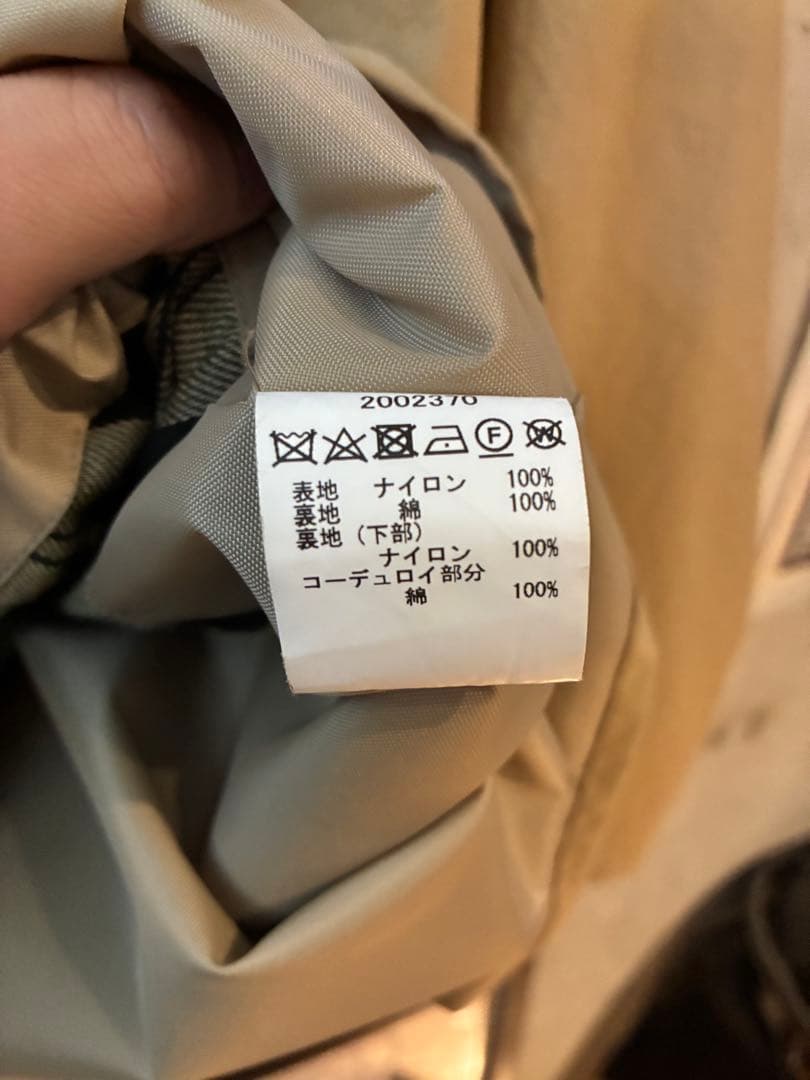 2002370
F W
表地 ナイロン 100%
裏地 綿 100%
裏地（下部）
ナイロン 100%
コーデュロイ部分
綿 100%